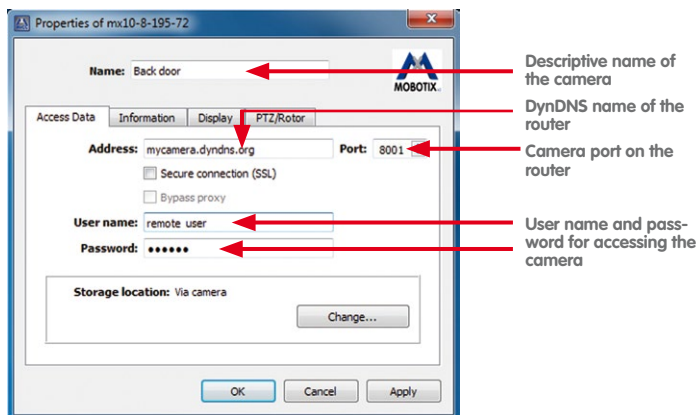 Properties of mx10-8-195-72
Name: Back door
MOBOTIX
Descriptive name of
the camera
Access Data Information Display PTZ/Rotor
DynDNS name of the
router
Address: mycamera.dyndns.org Port: 8001
Camera port on the
router
Secure connection (SSL)
Bypass proxy
User name: remote user
User name and pass-
word for accessing the
camera
Password: ••••••
Storage location: Via camera
Change...
OK Cancel Apply